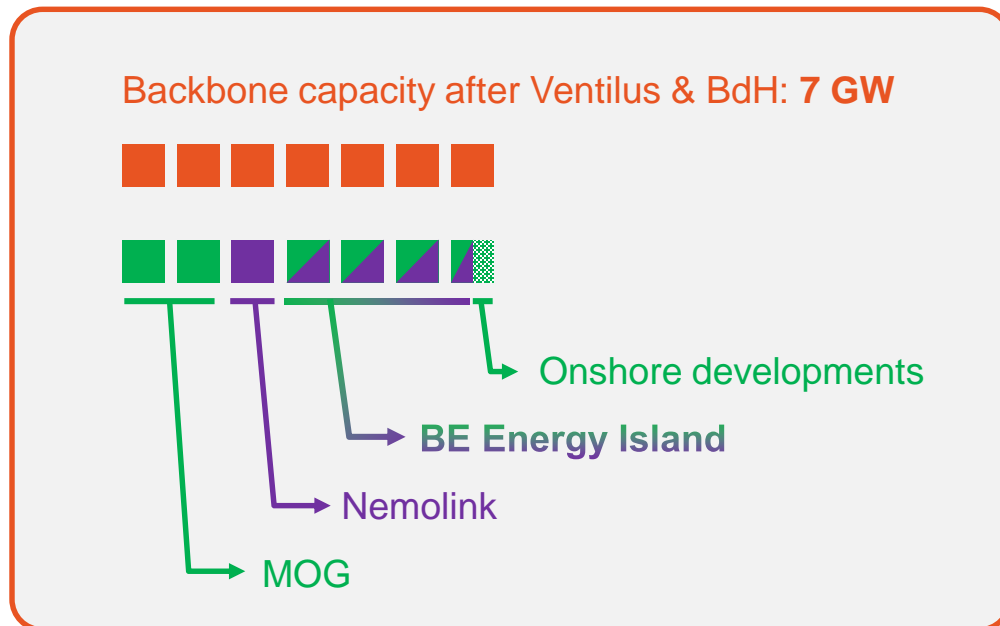 Backbone capacity after Ventilus & BdH: 7 GW
Onshore developments
BE Energy Island
Nemolink
MOG